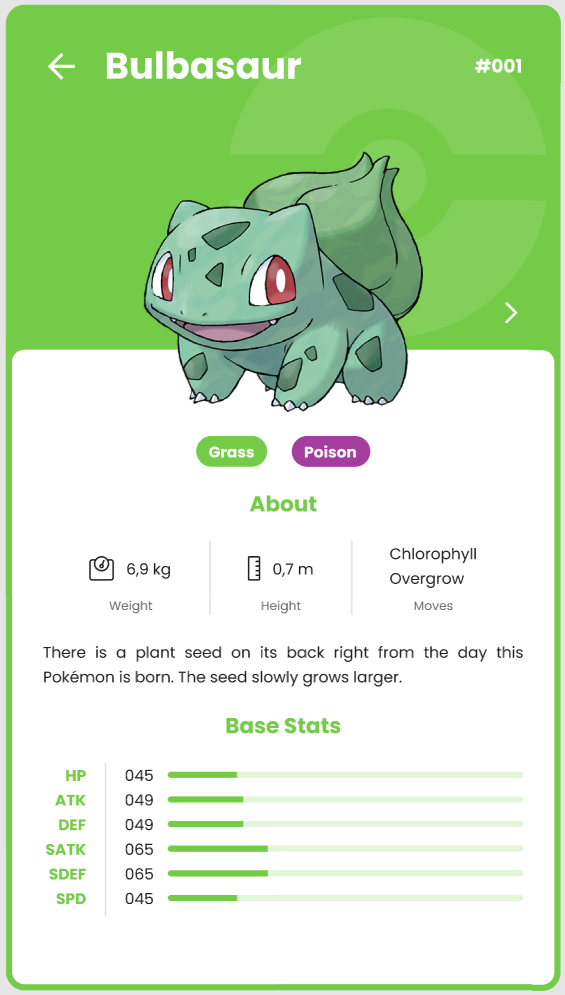 Bulbasaur #001
Grass Poison
About
6,9 kg 0,7 m Chlorophyll
Overgrow
Weight Height Moves
There is a plant seed on its back right from the day this
Pokémon is born. The seed slowly grows larger.
Base Stats
HP 045
ATK 049
DEF 049
SATK 065
SDEF 065
SPD 045